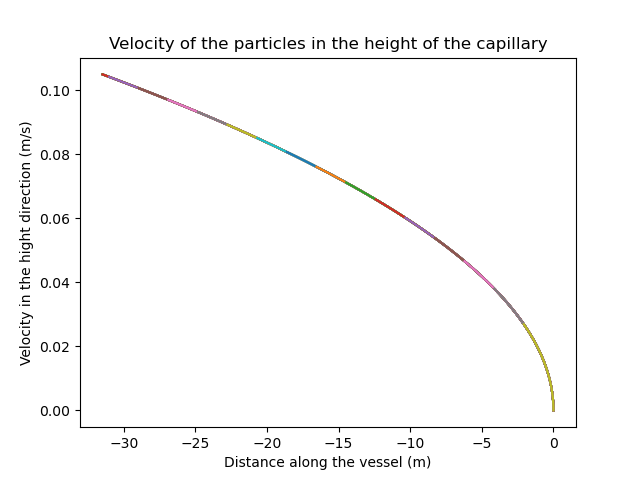 Velocity of the particles in the height of the capillary
Velocity in the hight direction (m/s)
0.10
0.08
0.06
0.04
0.02
0.00
−30 −25 −20 −15 −10 −5 0
Distance along the vessel (m)